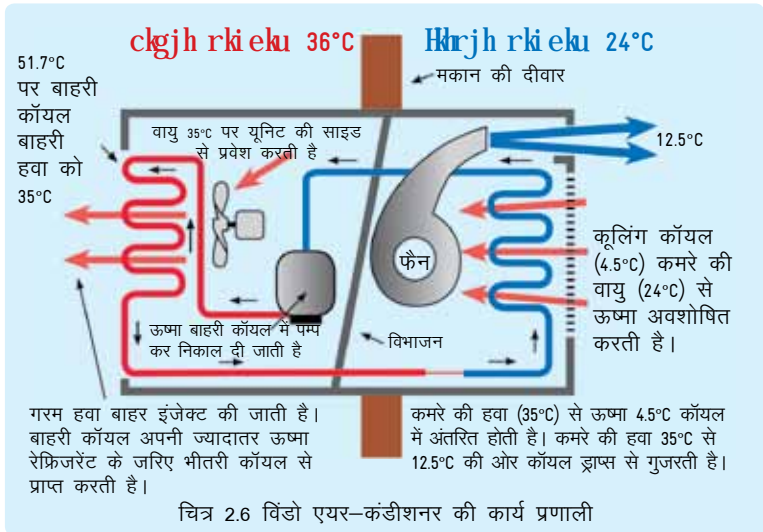 ckgjh rkieku 36°C
Hkhrjh rkieku 24°C
51.7°C
पर बाहरी
कॉयल
बाहरी
हवा को
35°C
मकान की दीवार
वायु 35°C पर यूनिट की साइड
से प्रवेश करती है
12.5°C
फैन
कूलिंग कॉयल
(4.5°C) कमरे की
वायु (24°C) से
ऊष्मा अवशोषित
करती है।
ऊष्मा बाहरी कॉयल में पम्प
कर निकाल दी जाती है
विभाजन
गरम हवा बाहर इंजेक्ट की जाती है।
बाहरी कॉयल अपनी ज्यादातर ऊष्मा
रेफ्रिजरेंट के जरिए भीतरी कॉयल से
प्राप्त करती है।
कमरे की हवा (35°C) से ऊष्मा 4.5°C कॉयल
में अंतरित होती है। कमरे की हवा 35°C से
12.5°C की ओर कॉयल ड्राप्स से गुजरती है।
चित्र 2.6 विंडो एयर–कंडीशनर की कार्य प्रणाली